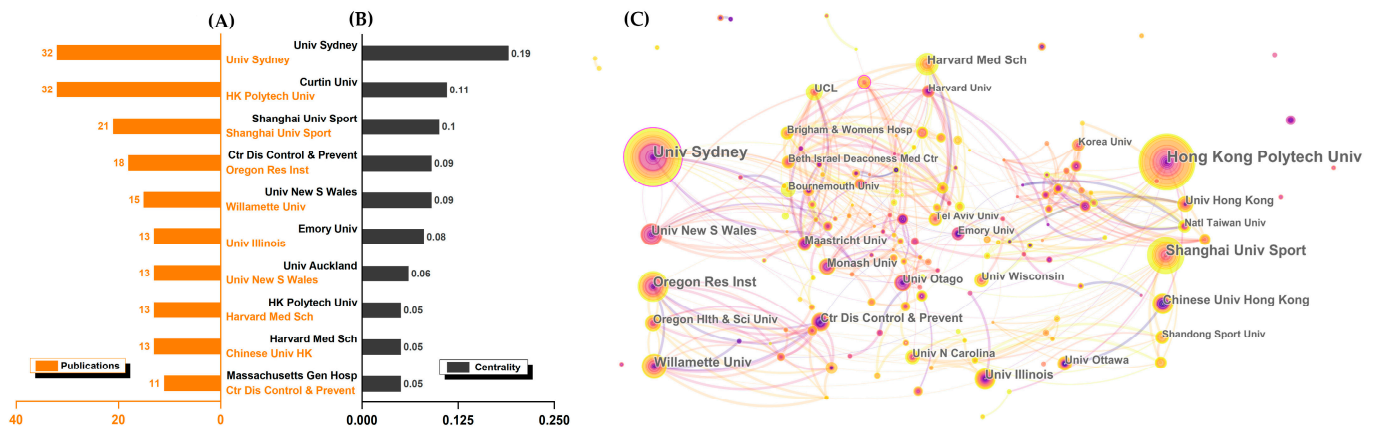 (A)
(B)
(C)
32
Univ Sydney
Univ Sydney
0.19
32
Curtin Univ
HK Polytech Univ
0.11
21
Shanghai Univ Sport
Shanghai Univ Sport
0.1
18
Ctr Dis Control & Prevent
Oregon Res Inst
0.09
15
Univ New S Wales
Willamette Univ
0.09
13
Emory Univ
Univ Illinois
0.08
13
Univ Auckland
Univ New S Wales
0.06
13
HK Polytech Univ
Harvard Med Sch
0.05
13
Harvard Med Sch
Chinese Univ HK
0.05
11
Massachusetts Gen Hosp
Ctr Dis Control & Prevent
0.05
Publications
Centrality
40
20
0
0.000
0.125
0.250
Harvard Med Sch
UCL
Harvard Univ
Brigham & Womens Hosp
Korea Univ
Univ Sydney
Beth Israel Deaconess Med Ctr
Hong Kong Polytech Univ
Bournemouth Univ
Univ Hong Kong
Tel Aviv Univ
Natl Taiwan Univ
Univ New S Wales
Emory Univ
Maastricht Univ
Shanghai Univ Sport
Monash Univ
Oregon Res Inst
Univ Otago
Univ Wisconsin
Chinese Univ Hong Kong
Oregon Hlth & Sci Univ
Ctr Dis Control & Prevent
Shandong Sport Univ
Willamette Univ
Univ N Carolina
Univ Ottawa
Univ Illinois